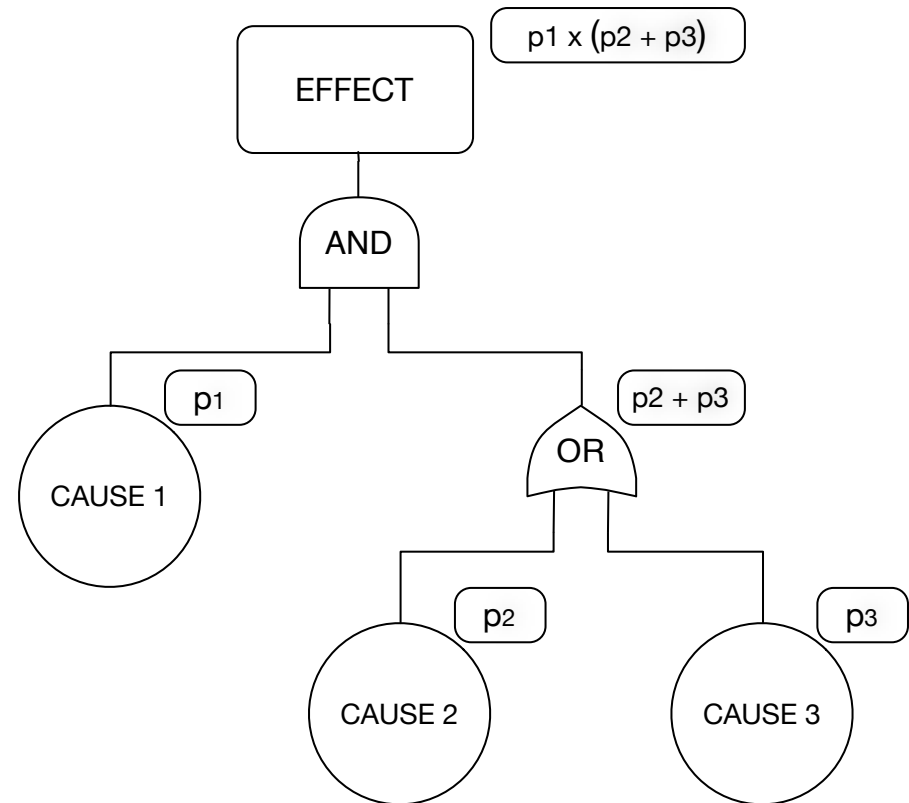 p1 x (p2 + p3)
EFFECT
AND
p1
p2 + p3
OR
CAUSE 1
p2
p3
CAUSE 2
CAUSE 3